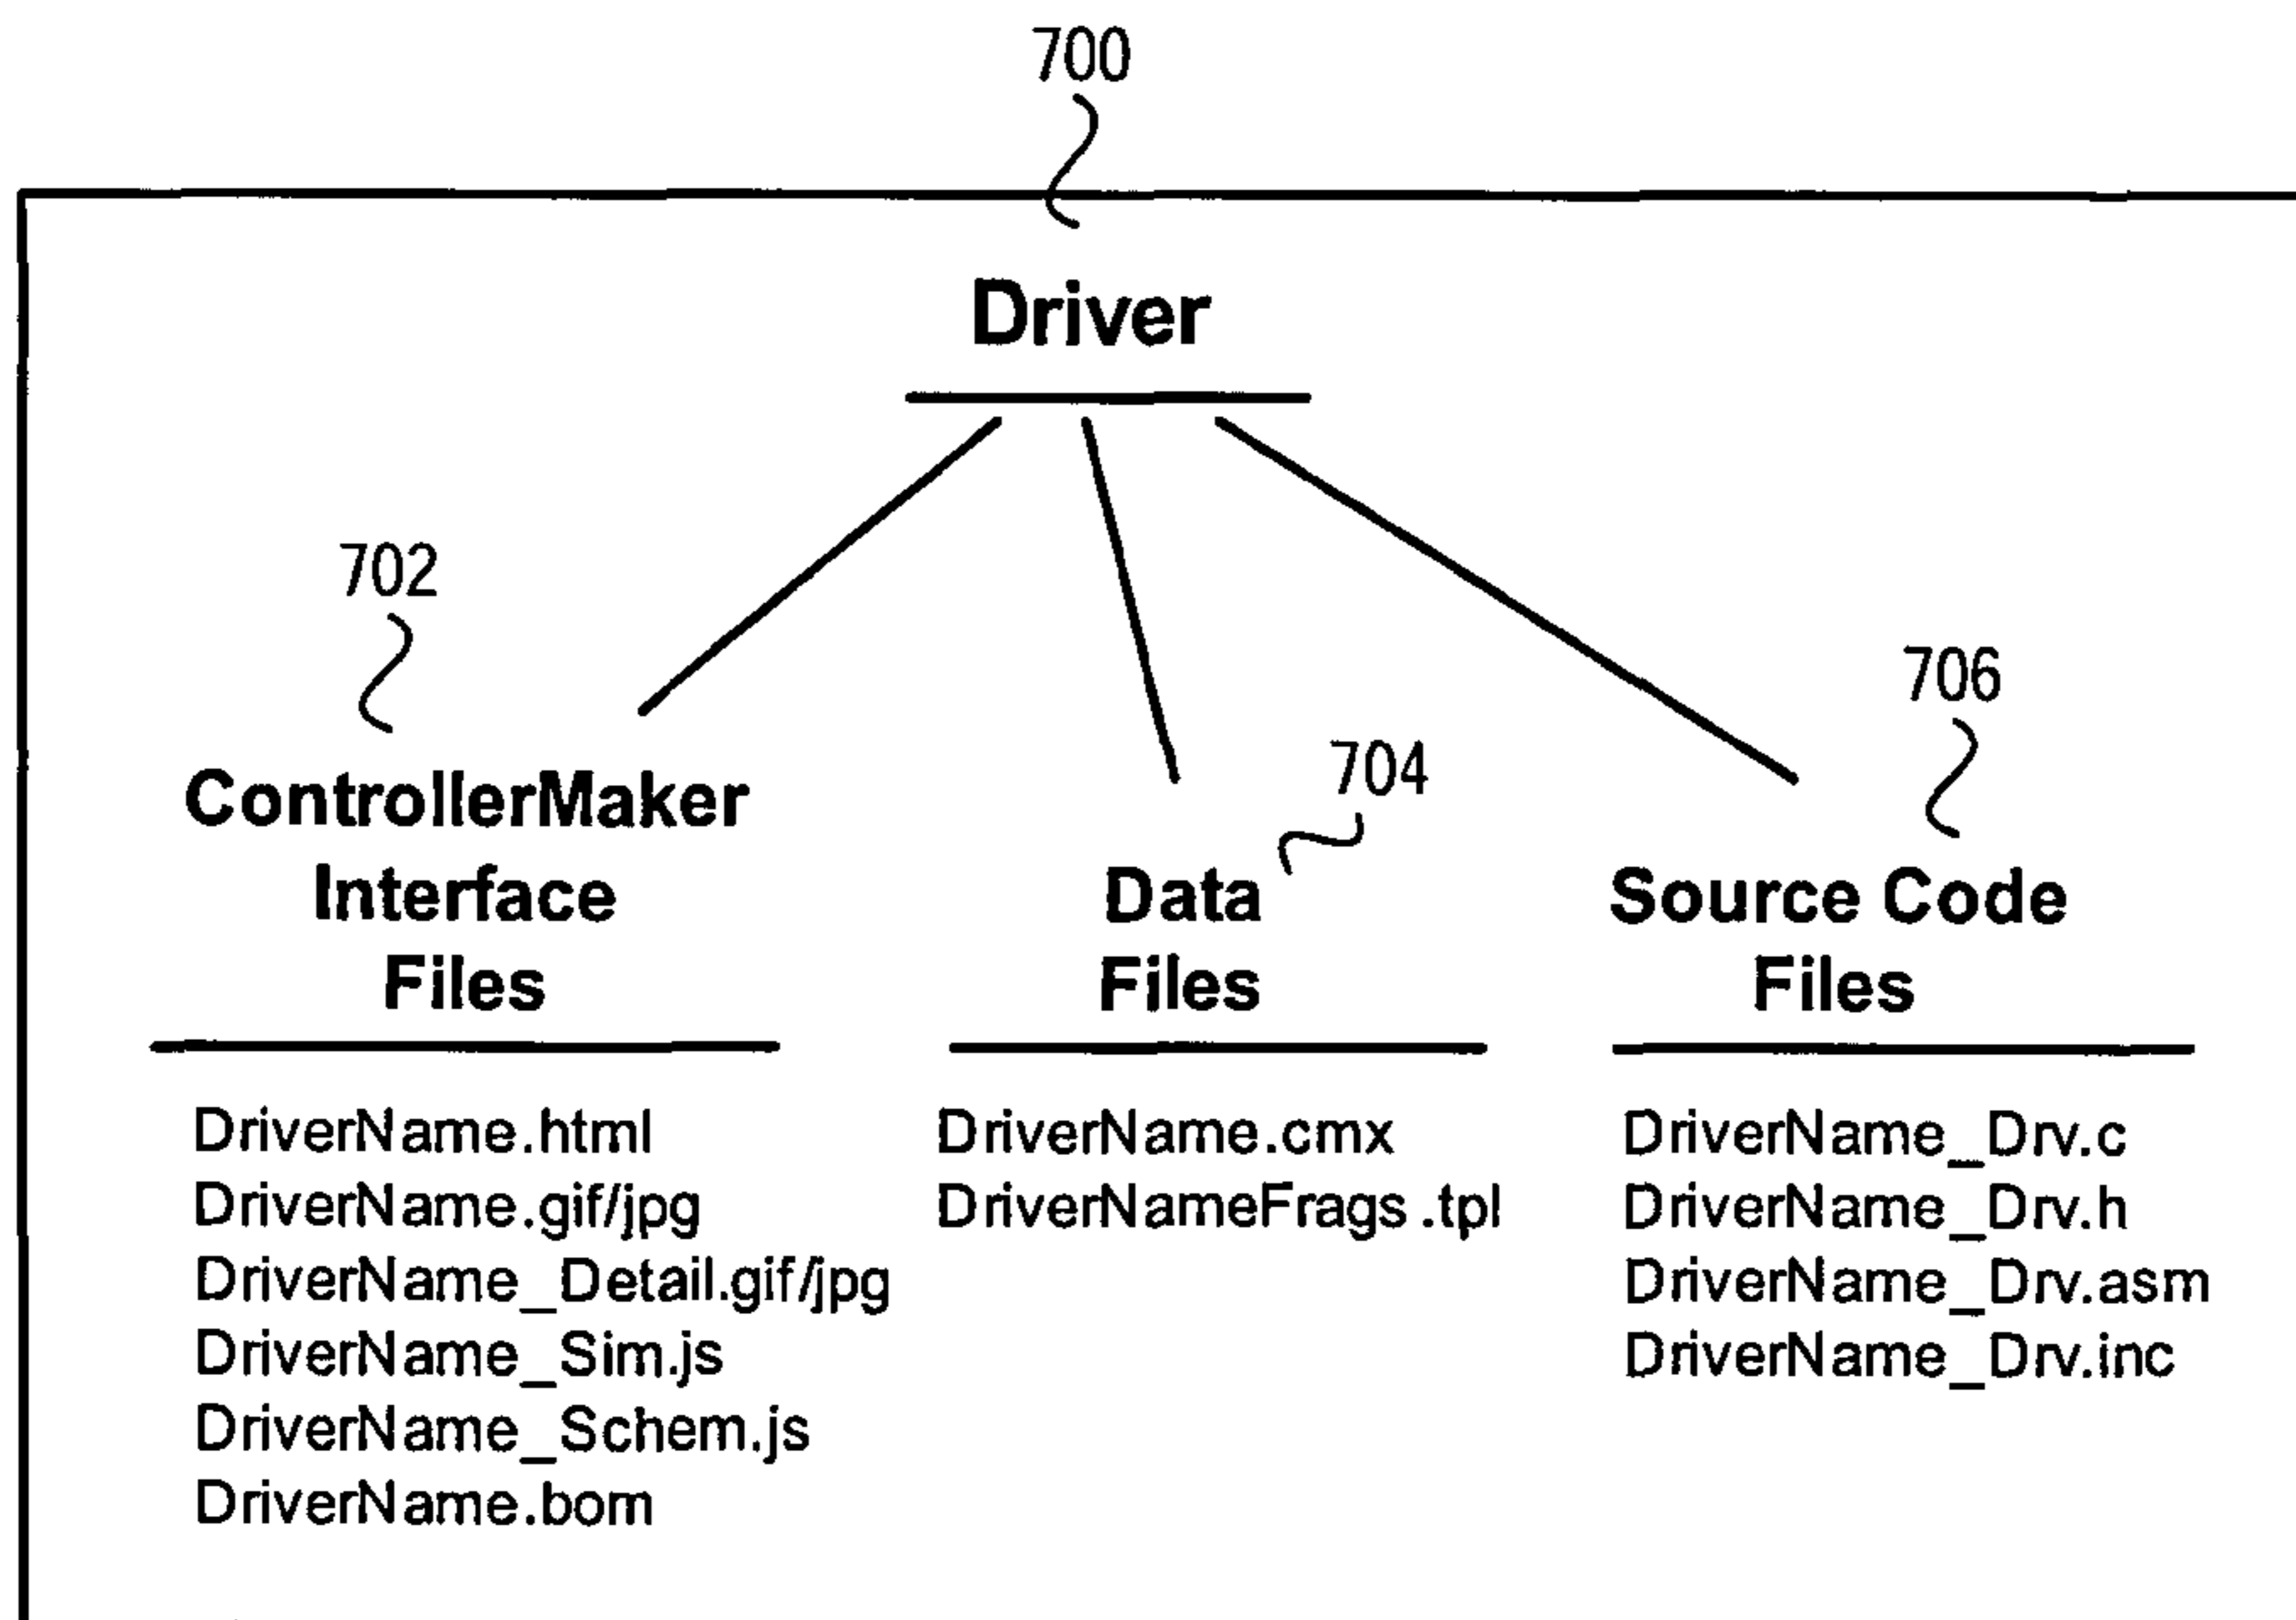 700
Driver
702
ControllerMaker
Interface
Files
704
Data
Files
706
Source Code
Files
DriverName.html
DriverName.gif/jpg
DriverName_Detail.gif/jpg
DriverName_Sim.js
DriverName_Schem.js
DriverName.bom
DriverName.cmx
DriverNameFrags.tpl
DriverName_Drv.c
DriverName_Drv.h
DriverName_Drv.asm
DriverName_Drv.inc